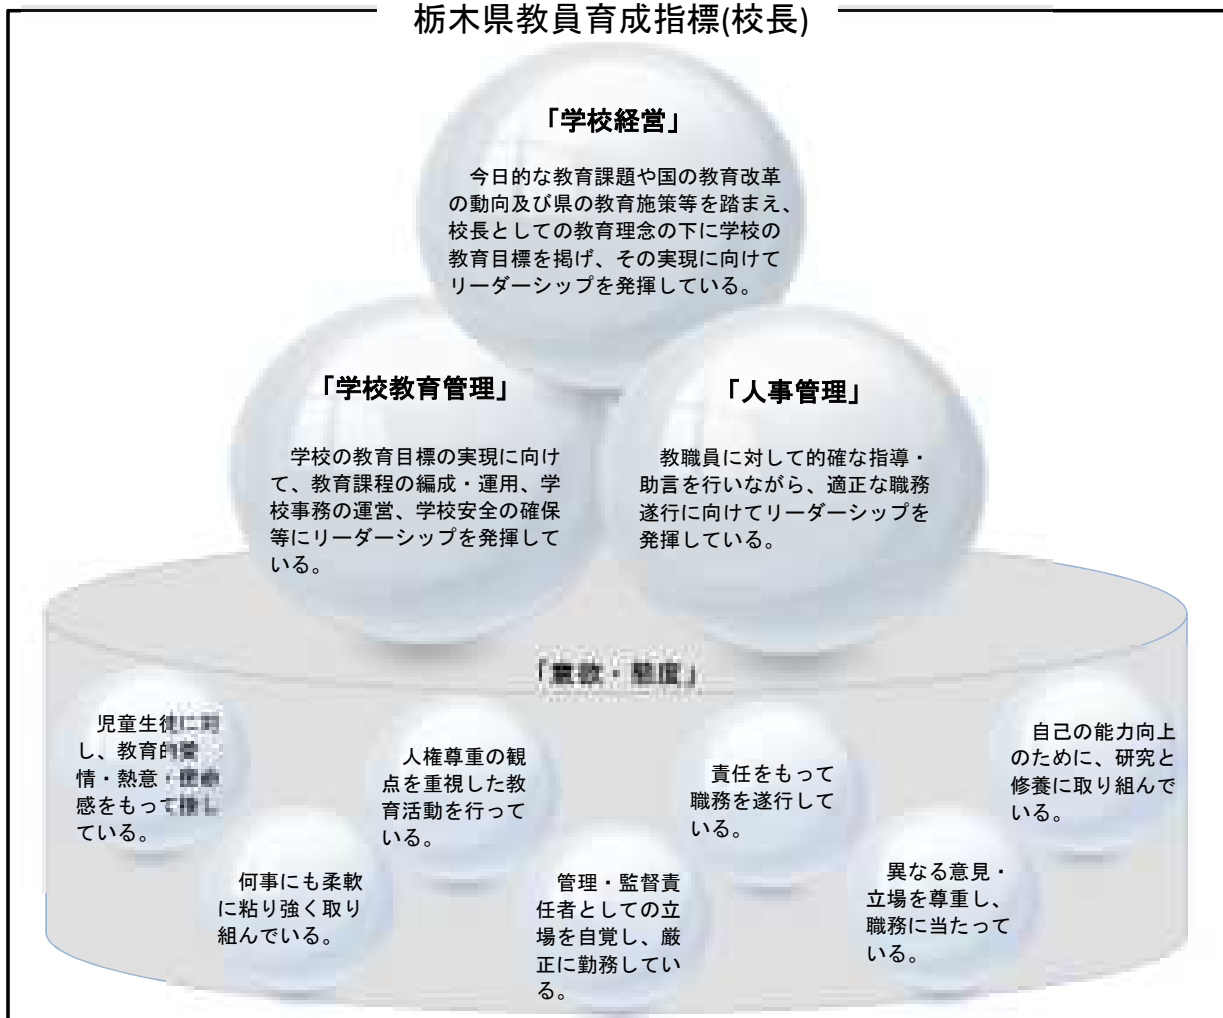 栃木県教員育成指標(校長)
「学校経営」
今日的な教育課題や国の教育改革
の動向及び県の教育施策等を踏まえ、
校長としての教育理念の下に学校の
教育目標を掲げ、その実現に向けて
リーダーシップを発揮している。
「学校教育管理」
学校の教育目標の実現に向け
て、教育課程の編成・運用、学
校事務の運営、学校安全の確保
等にリーダーシップを発揮して
いる。
「人事管理」
教職員に対して的確な指導・
助言を行いながら、適正な職務
遂行に向けてリーダーシップを
発揮している。
「意欲・態度」
児童生徒に対
し、教育的愛
情・熱意・使命
感をもって接し
ている。
何事にも柔軟
に粘り強く取り
組んでいる。
人権尊重の観
点を重視した教
育活動を行って
いる。
管理・監督責
任者としての立
場を自覚し、厳
正に勤務してい
る。
責任をもって
職務を遂行して
いる。
異なる意見・
立場を尊重し、
職務に当たって
いる。
自己の能力向上
のために、研究と
修養に取り組んで
いる。